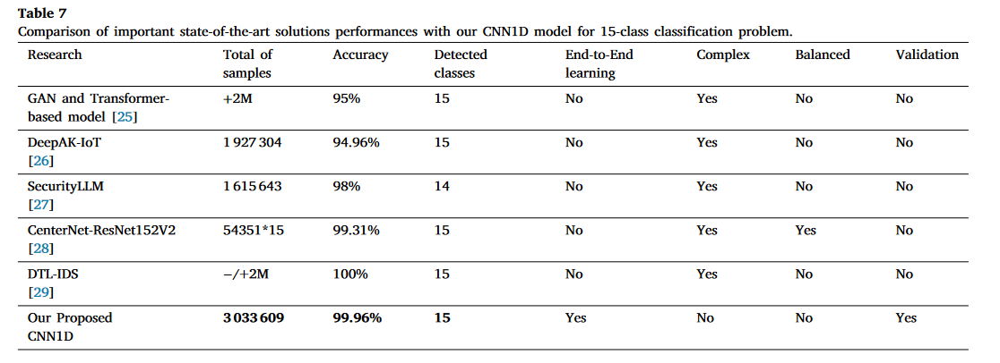 Table 7
Comparison of important state-of-the-art solutions performances with our CNN1D model for 15-class classification problem.
Research Total of samples Accuracy Detected classes End-to-End learning Complex Balanced Validation
GAN and Transformer-based model [25] +2M 95% 15 No Yes No No
DeepAK-IoT [26] 1 927 304 94.96% 15 No Yes No No
SecurityLLM [27] 1 615 643 98% 14 No Yes No No
CenterNet-ResNet152V2 [28] 54351*15 99.31% 15 No Yes Yes No
DTL-IDS [29] −/+2M 100% 15 No Yes No No
Our Proposed CNN1D 3 033 609 99.96% 15 Yes No No Yes